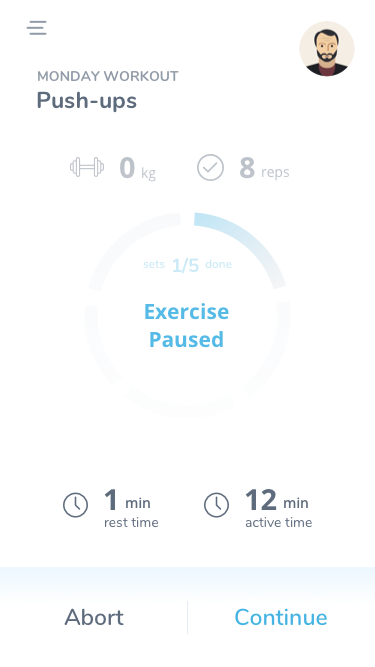 MONDAY WORKOUT
Push-ups
0 kg 8 reps
sets 1/5 done
Exercise
Paused
1 min 12 min
rest time active time
Abort Continue